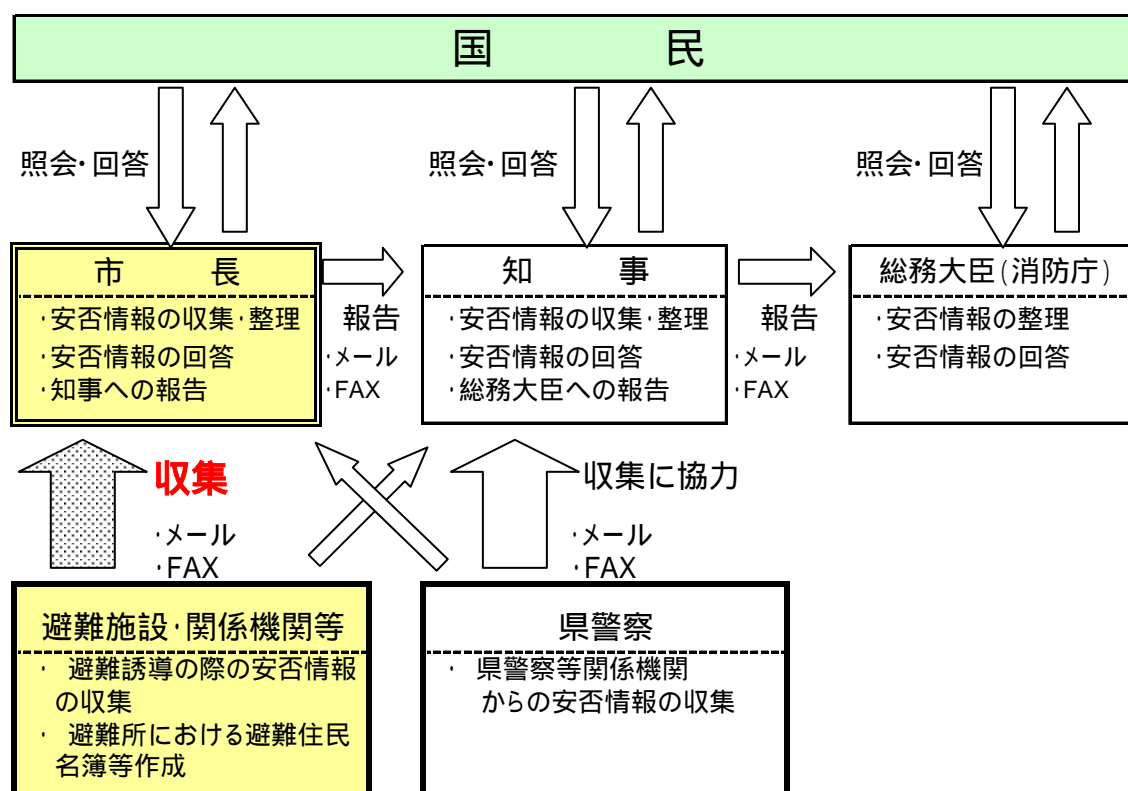 国 民
照会・回答
照会・回答
照会・回答
市 長
・安否情報の収集・整理
・安否情報の回答
・知事への報告
報告
・メール
・FAX
知 事
・安否情報の収集・整理
・安否情報の回答
・総務大臣への報告
報告
・メール
・FAX
総務大臣(消防庁)
・安否情報の整理
・安否情報の回答
収集
・メール
・FAX
収集に協力
・メール
・FAX
避難施設・関係機関等
・ 避難誘導の際の安否情報
の収集
・ 避難所における避難住民
名簿等作成
県警察
・ 県警察等関係機関
からの安否情報の収集